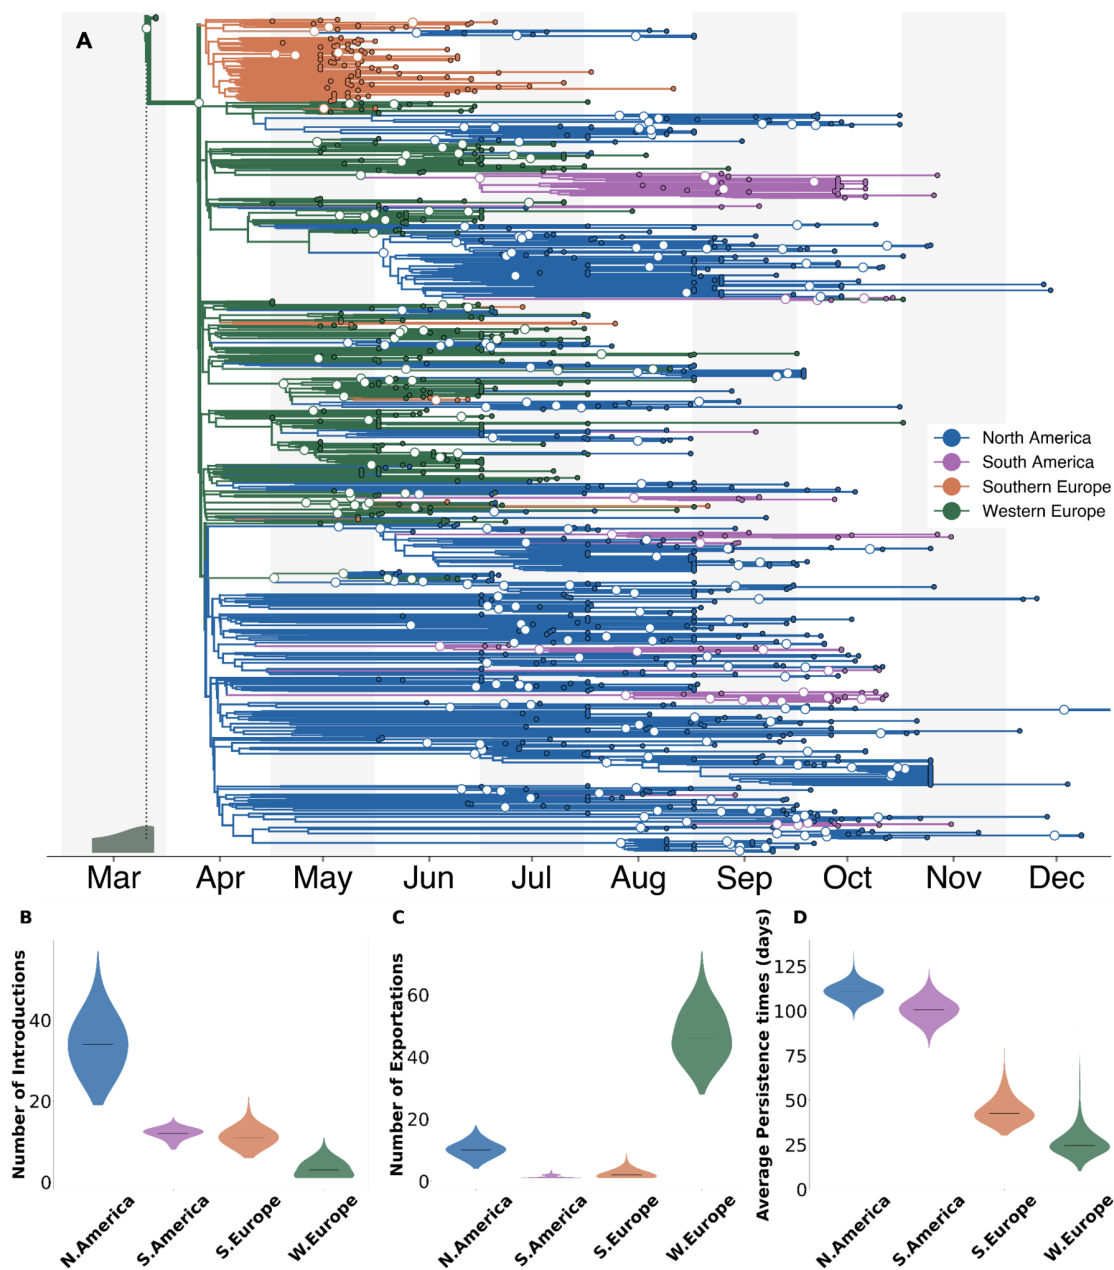 A
North America
South America
Southern Europe
Western Europe
Mar Apr May Jun Jul Aug Sep Oct Nov Dec
B
Number of Introductions
40
20
0
N.America S.America S.Europe W.Europe
C
Number of Exportations
60
40
20
0
N.America S.America S.Europe W.Europe
D
Average Persistence times (days)
125
100
75
50
25
0
N.America S.America S.Europe W.Europe